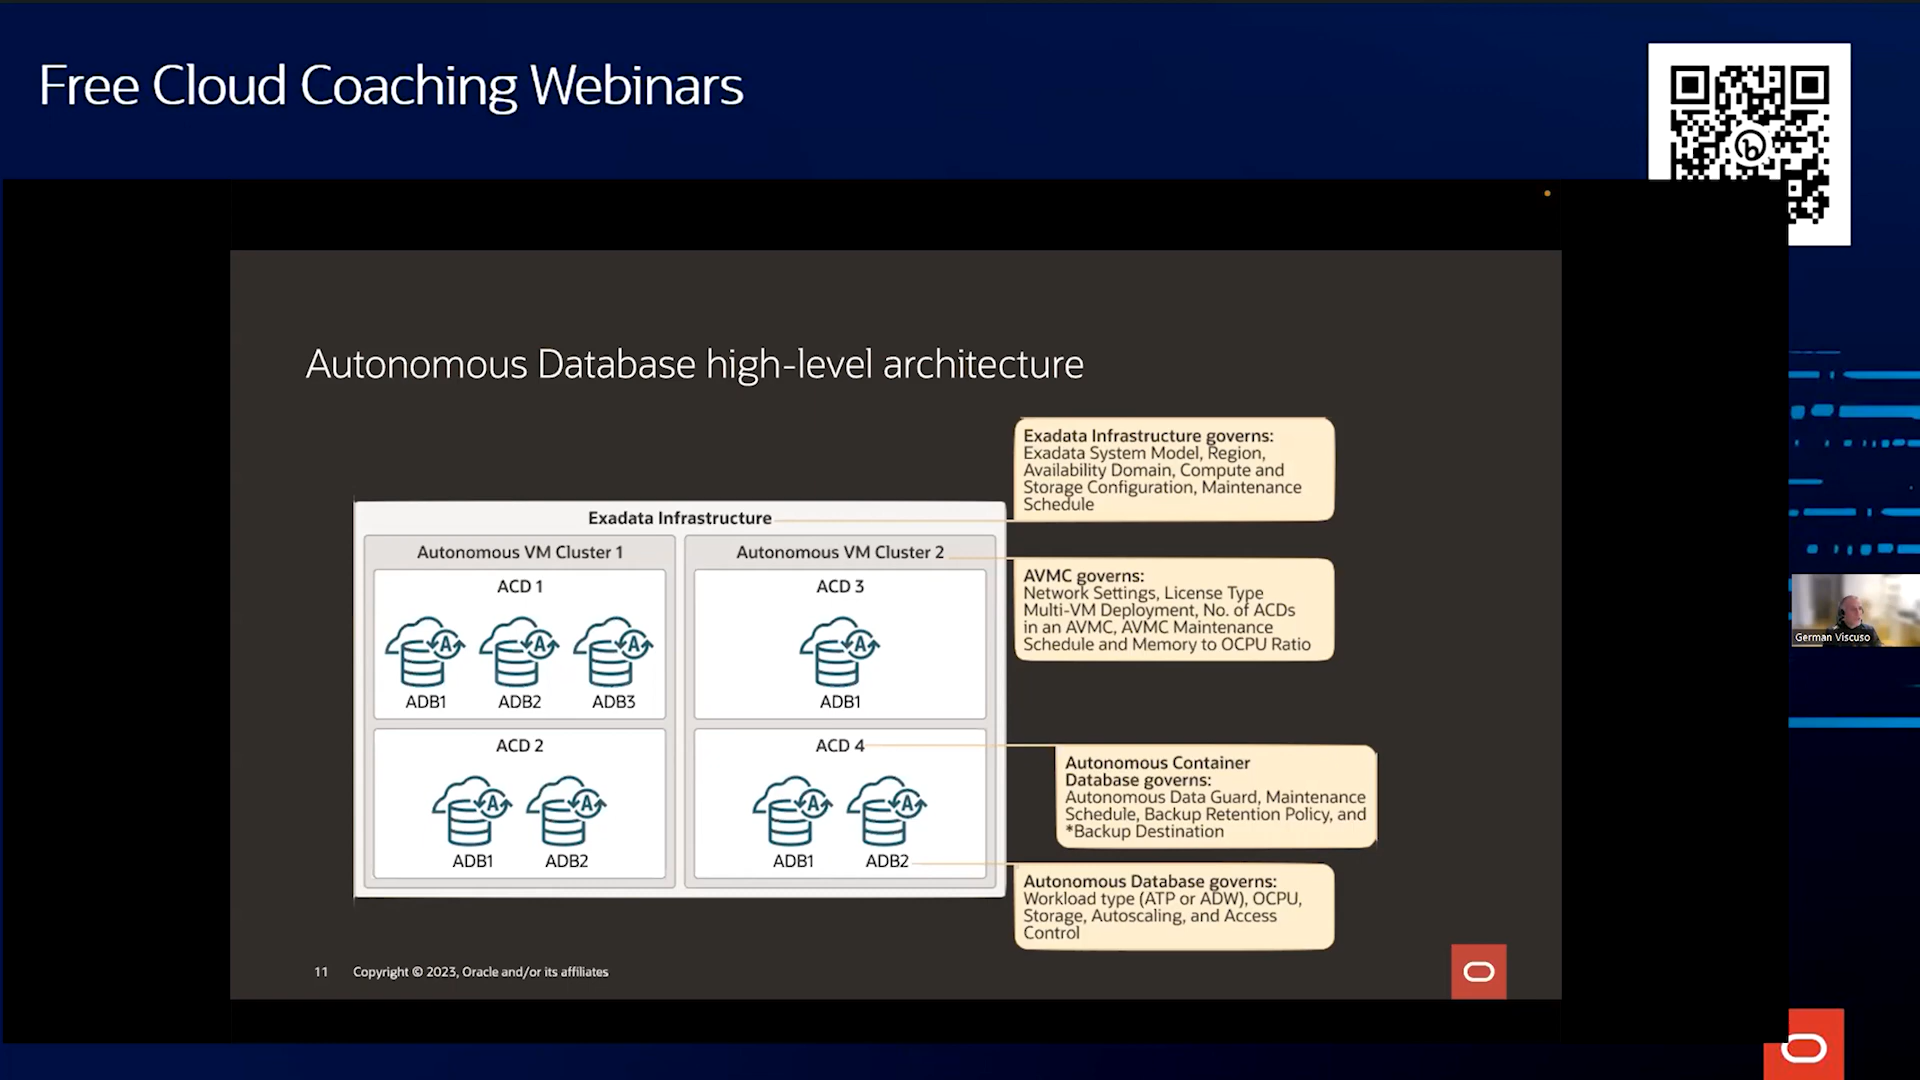 Free Cloud Coaching Webinars
Autonomous Database high-level architecture
Exadata Infrastructure governs:
Exadata System Model, Region,
Availability Domain, Compute and
Storage Configuration, Maintenance
Schedule
Exadata Infrastructure
Autonomous VM Cluster 1
Autonomous VM Cluster 2
AVMC governs:
Network Settings, License Type
Multi-VM Deployment, No. of ACDs
in an AVMC, AVMC Maintenance
Schedule and Memory to OCPU Ratio
ACD 1
ACD 3
A
A
A
A
ADB1
ADB2
ADB3
ADB1
German Viscuso
ACD 2
ACD 4
Autonomous Container
Database governs:
Autonomous Data Guard, Maintenance
Schedule, Backup Retention Policy, and
*Backup Destination
A
A
A
A
ADB1
ADB2
ADB1
ADB2
Autonomous Database governs:
Workload type (ATP or ADW), OCPU,
Storage, Autoscaling, and Access
Control
11
Copyright © 2023, Oracle and/or its affiliates